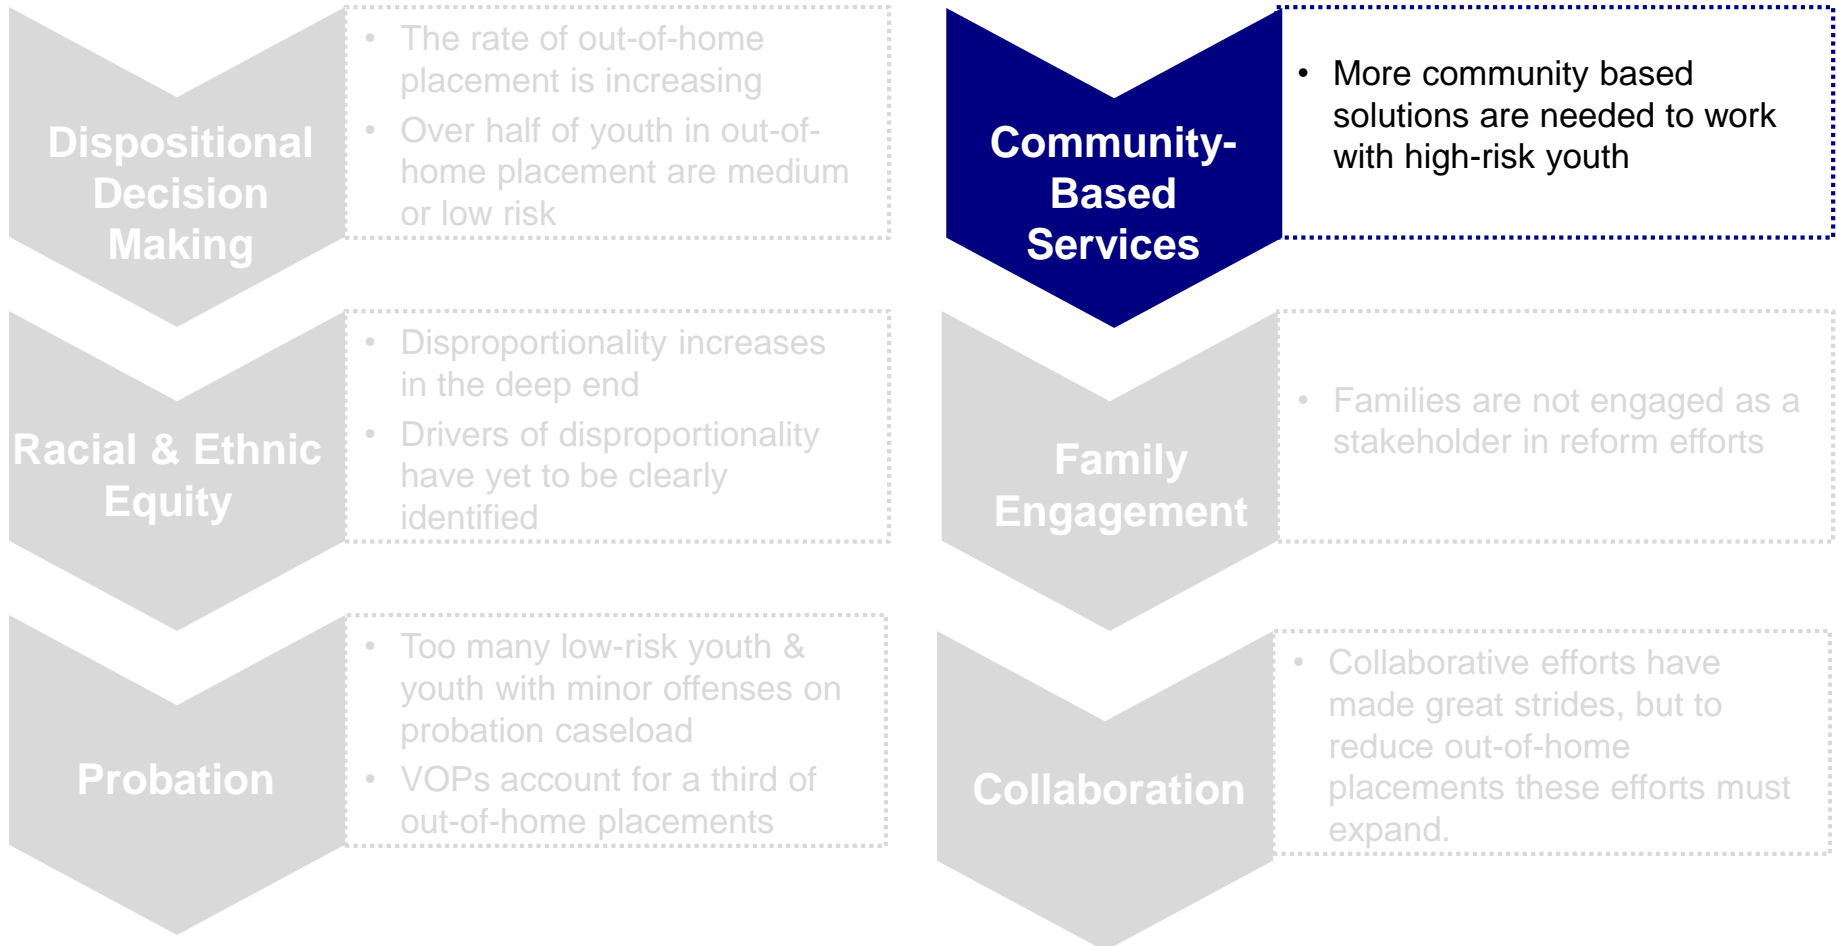 Dispositional
Decision
Making
• The rate of out-of-home
placement is increasing
• Over half of youth in out-of-
home placement are medium
or low risk
Community-
Based
Services
• More community based
solutions are needed to work
with high-risk youth
Racial & Ethnic
Equity
• Disproportionality increases
in the deep end
• Drivers of disproportionality
have yet to be clearly
identified
Family
Engagement
• Families are not engaged as a
stakeholder in reform efforts
Probation
• Too many low-risk youth &
youth with minor offenses on
probation caseload
• VOPs account for a third of
out-of-home placements
Collaboration
• Collaborative efforts have
made great strides, but to
reduce out-of-home
placements these efforts must
expand.